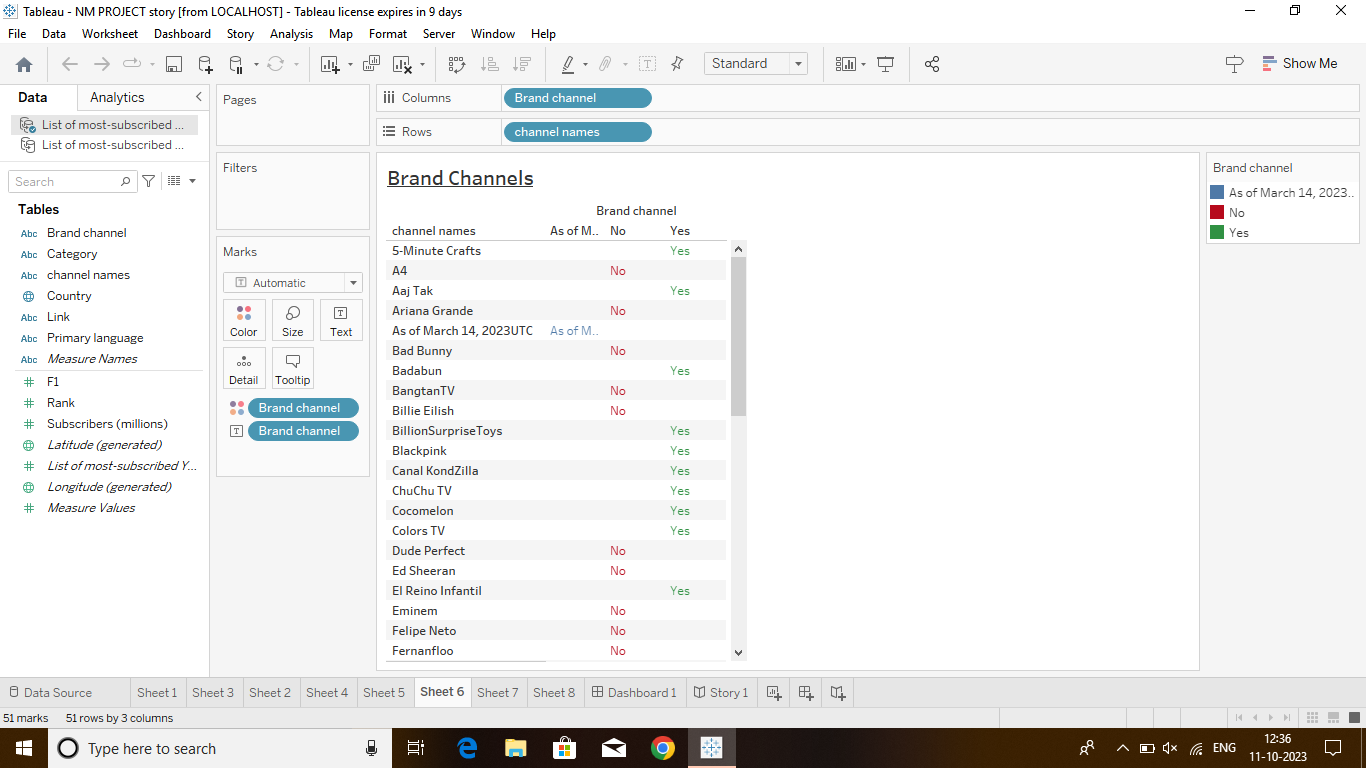 Tableau - NM PROJECT story [from LOCALHOST] - Tableau license expires in 9 days
File Data Worksheet Dashboard Story Analysis Map Format Server Window Help
Standard
Show Me
Data Analytics
List of most-subscribed ...
List of most-subscribed ...
Search
Tables
Abc Brand channel
Abc Category
Abc channel names
Country
Abc Link
Abc Primary language
Abc Measure Names
F1
Rank
Subscribers (millions)
Latitude (generated)
List of most-subscribed Y...
Longitude (generated)
Measure Values
Pages
Filters
Marks
Automatic
Color Size Text
Detail Tooltip
Brand channel
Brand channel
Columns Brand channel
Rows channel names
Brand Channels
Brand channel
channel names As of M.. No Yes
5-Minute Crafts Yes
A4 No
Aaj Tak Yes
Ariana Grande No
As of March 14, 2023UTC As of M..
Bad Bunny No
Badabun Yes
BangtanTV No
Billie Eilish No
BillionSurpriseToys Yes
Blackpink Yes
Canal KondZilla Yes
ChuChu TV Yes
Cocomelon Yes
Colors TV Yes
Dude Perfect No
Ed Sheeran No
El Reino Infantil Yes
Eminem No
Felipe Neto No
Fernanfloo No
Brand channel
As of March 14, 2023..
No
Yes
Data Source Sheet 1 Sheet 3 Sheet 2 Sheet 4 Sheet 5 Sheet 6 Sheet 7 Sheet 8 Dashboard 1 Story 1
51 marks 51 rows by 3 columns
Type here to search
ENG
12:36
11-10-2023